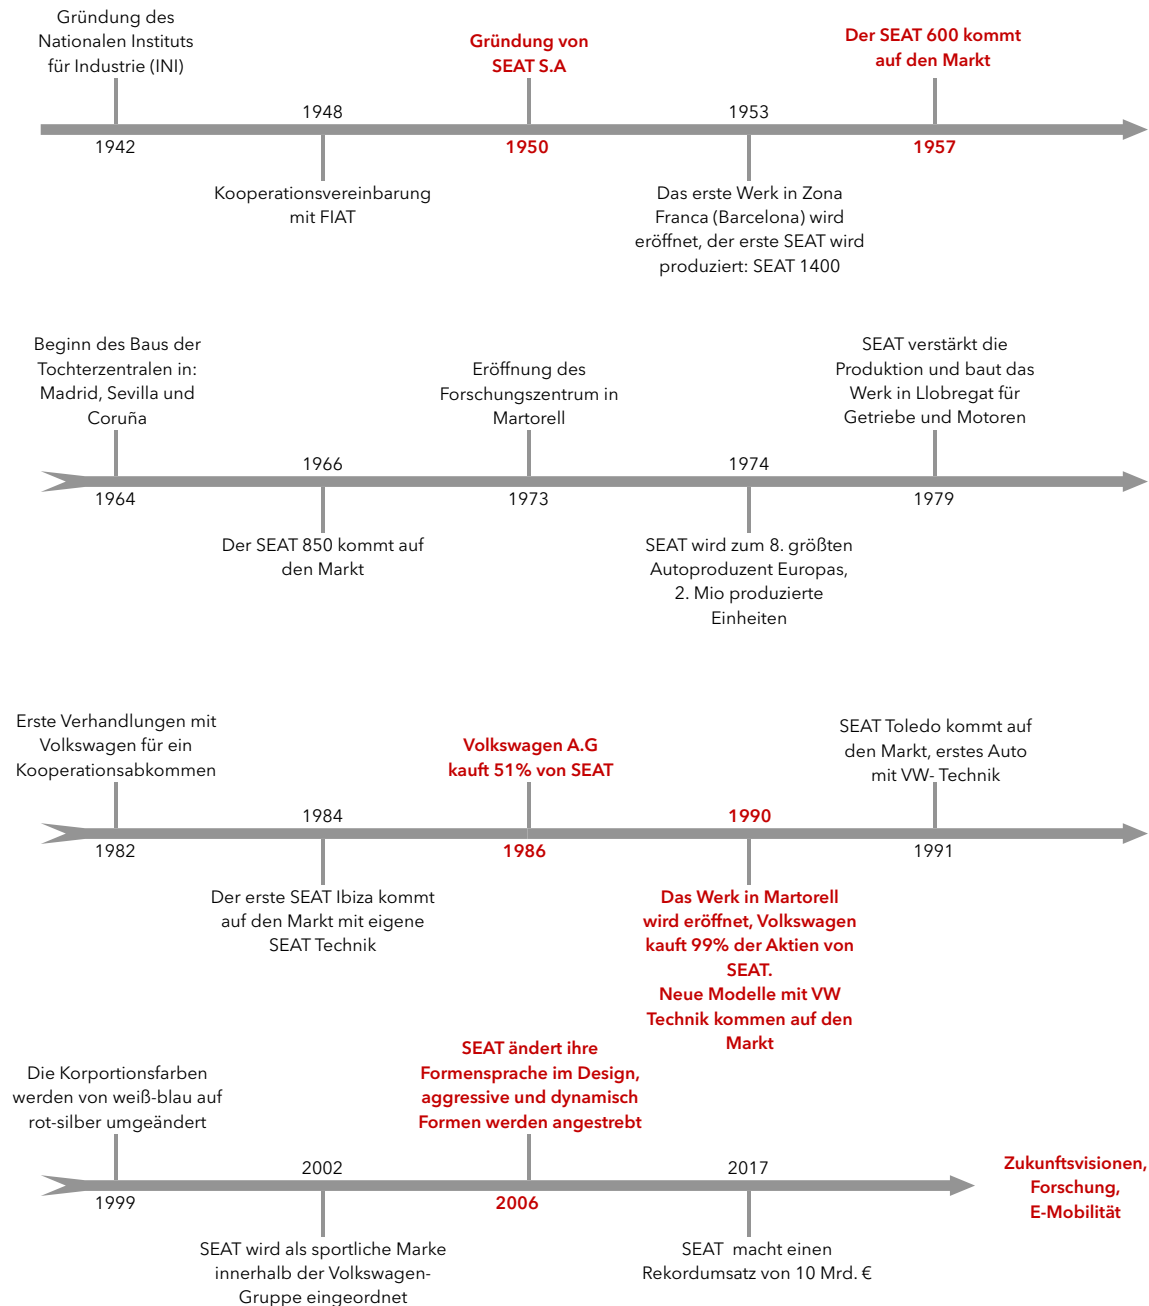 Gründung des
Nationalen Instituts
für Industrie (INI)
1942
1948
Kooperationsvereinbarung
mit FIAT
Gründung von
SEAT S.A
1950
1953
Das erste Werk in Zona
Franca (Barcelona) wird
eröffnet, der erste SEAT wird
produziert: SEAT 1400
Der SEAT 600 kommt
auf den Markt
1957
Beginn des Baus der
Tochterzentralen in:
Madrid, Sevilla und
Coruña
1964
1966
Der SEAT 850 kommt auf
den Markt
Eröffnung des
Forschungszentrum in
Martorell
1973
1974
SEAT wird zum 8. größten
Autoproduzent Europas,
2. Mio produzierte
Einheiten
SEAT verstärkt die
Produktion und baut das
Werk in Llobregat für
Getriebe und Motoren
1979
Erste Verhandlungen mit
Volkswagen für ein
Kooperationsabkommen
1982
1984
Der erste SEAT Ibiza kommt
auf den Markt mit eigene
SEAT Technik
Volkswagen A.G
kauft 51% von SEAT
1986
1990
Das Werk in Martorell
wird eröffnet, Volkswagen
kauft 99% der Aktien von
SEAT.
Neue Modelle mit VW
Technik kommen auf den
Markt
SEAT Toledo kommt auf
den Markt, erstes Auto
mit VW- Technik
1991
Die Korportionsfarben
werden von weiß-blau auf
rot-silber umgeändert
1999
2002
SEAT wird als sportliche Marke
innerhalb der Volkswagen-
Gruppe eingeordnet
SEAT ändert ihre
Formensprache im Design,
aggressive und dynamisch
Formen werden angestrebt
2006
2017
SEAT  macht einen
Rekordumsatz von 10 Mrd. €
Zukunftsvisionen,
Forschung,
E-Mobilität